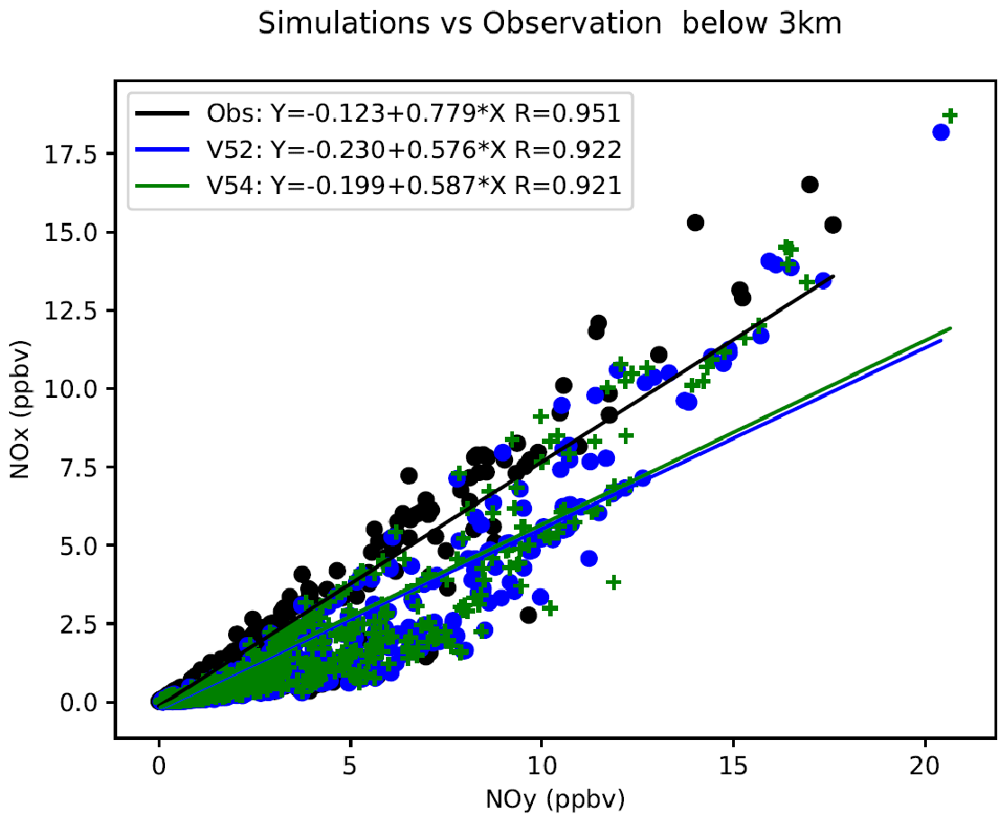 Simulations vs Observation  below 3km
Obs: Y=-0.123+0.779*X R=0.951
V52: Y=-0.230+0.576*X R=0.922
V54: Y=-0.199+0.587*X R=0.921
17.5
15.0
12.5
10.0
7.5
5.0
2.5
0.0
NOx (ppbv)
0 5 10 15 20
NOy (ppbv)